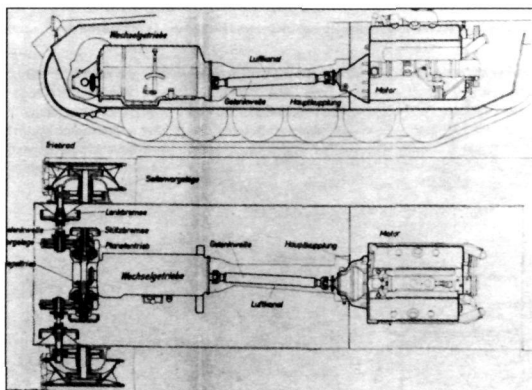 Wechselgetriebe
Luftkanal
Gelenkwelle
Hauptkupplung
Motor
Triebrad
Seitenvorgelege
Lenkbremse
Stützbremse
Planetentrieb
Gelenkwelle
Hauptkupplung
Motor
Wechselgetriebe
Luftkanal